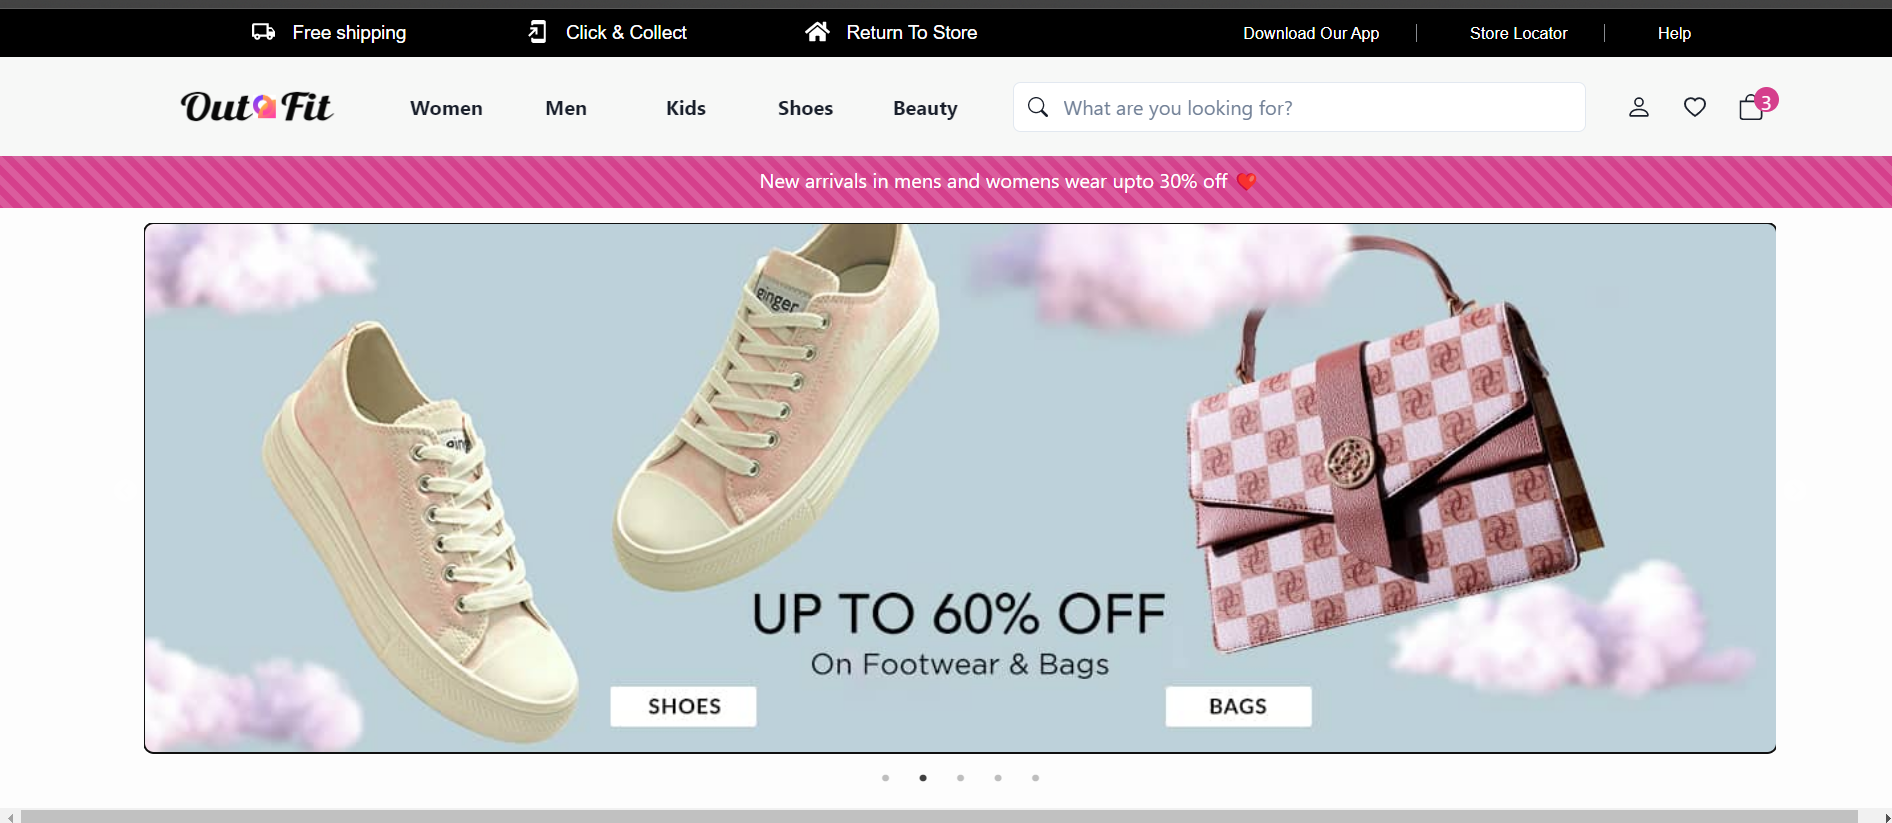 Free shipping
Click & Collect
Return To Store
Download Our App
Store Locator
Help
Out Fit
Women
Men
Kids
Shoes
Beauty
What are you looking for?
3
New arrivals in mens and womens wear upto 30% off ❤️
ginger
UP TO 60% OFF
On Footwear & Bags
SHOES
BAGS